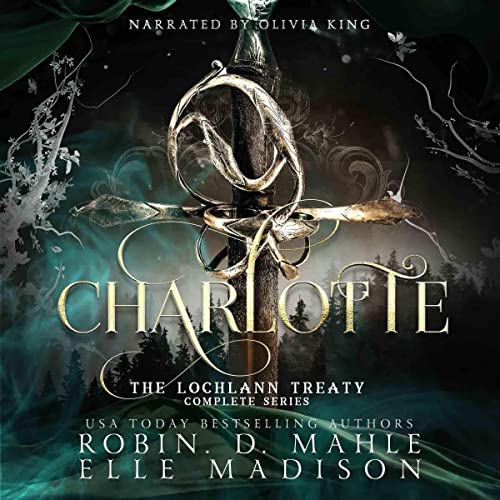 NARRATED BY OLIVIA KING
CHARLOTTE
THE LOCHLANN TREATY
COMPLETE SERIES
USA TODAY BESTSELLING AUTHORS
ROBIN. D. MAHLE
ELLE MADISON